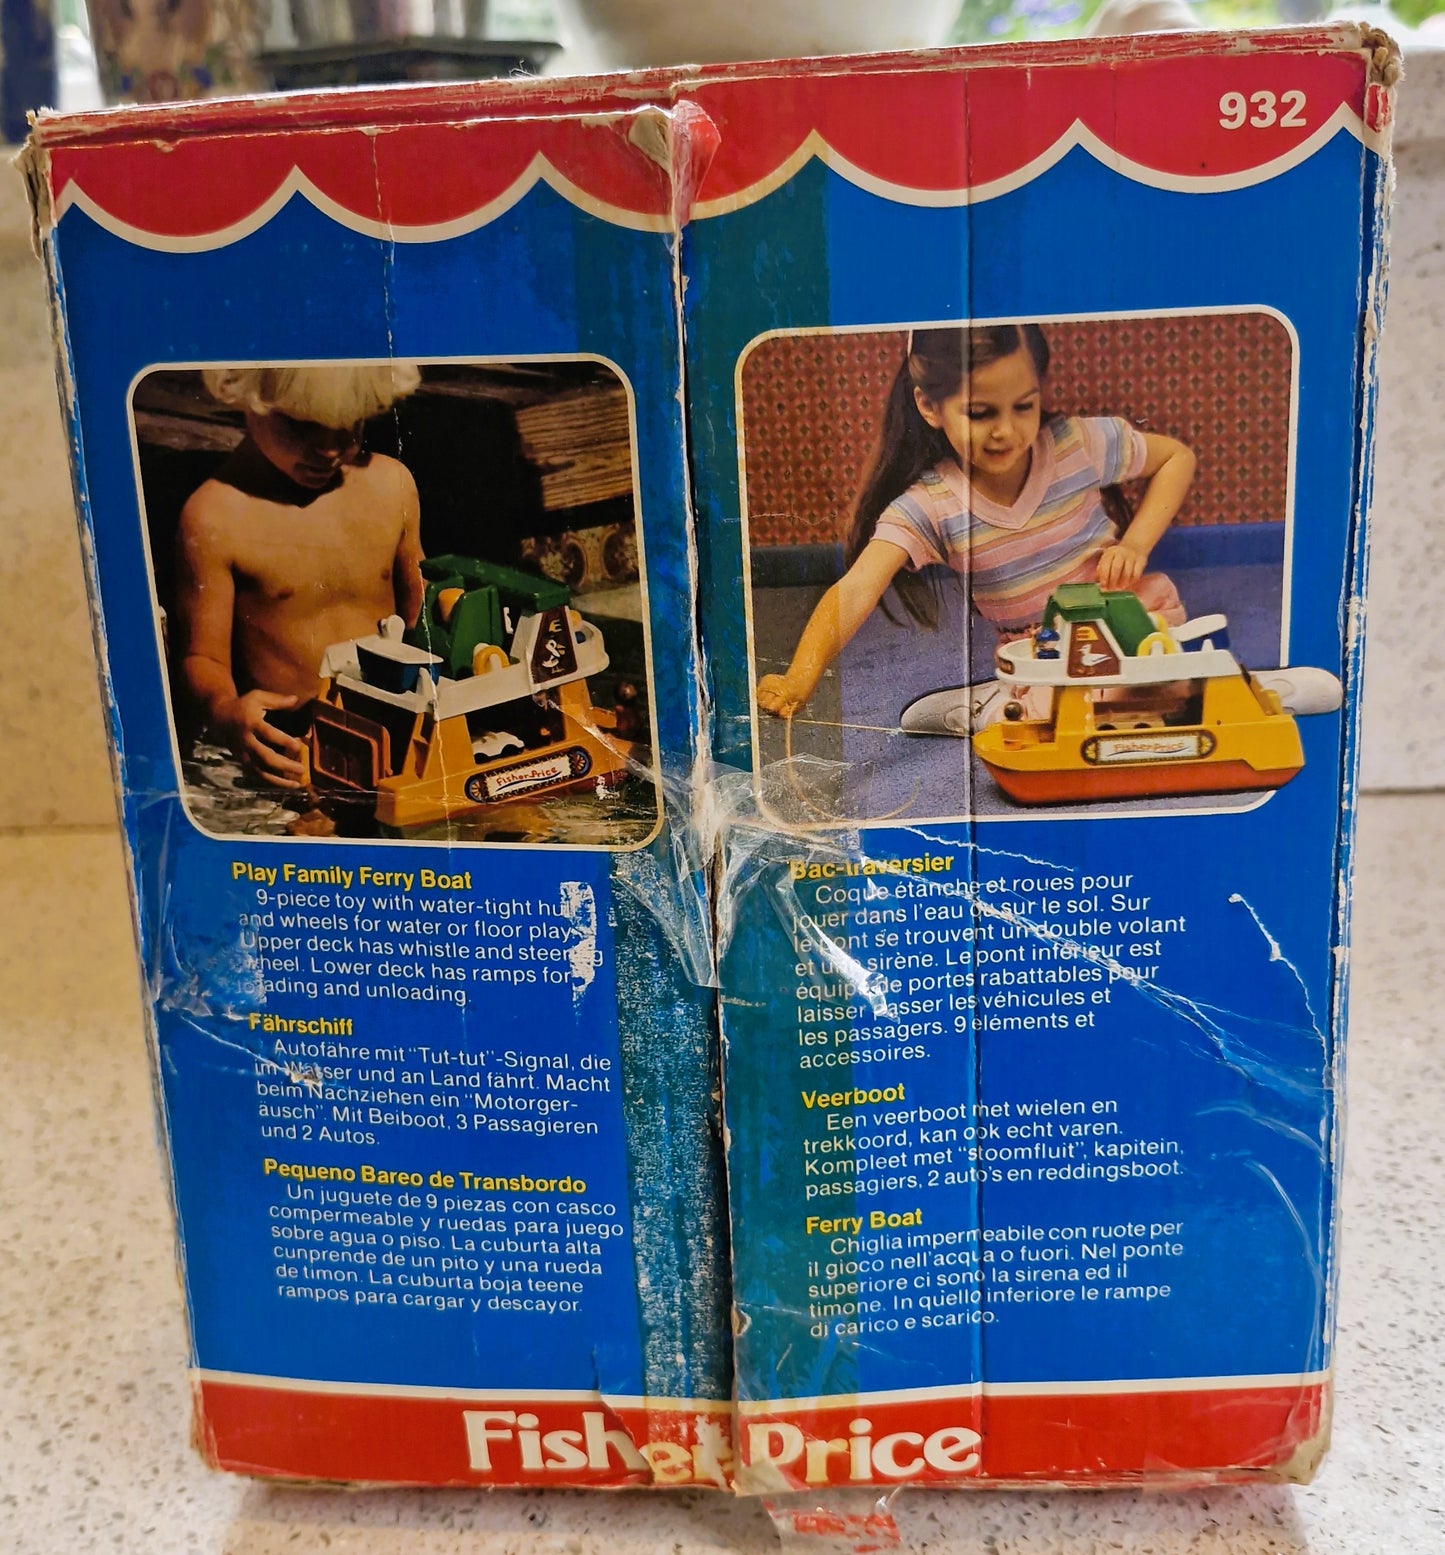 932
Fisher-Price
Fisher-Price
Play Family Ferry Boat
9-piece toy with water-tight
and wheels for water or floor play.
Upper deck has whistle and
Lower deck has ramps for
loading and unloading.
Fährschiff
Autofähre mit "Tut-tut"-Signal, die
im Wasser und an Land fährt. Macht
beim Nachziehen ein "Motorger-
äusch". Mit Beiboot, 3 Passagieren
und 2 Autos.
Pequeno Bareo de Transbordo
Un juguete de 9 piezas con casco
compermeable y ruedas para juego
sobre agua o piso. La cuburta alta
cunprende de un pito y una rueda
de timon. La cuburta boja teene
rampos para cargar y descayor.
Bac-traversier
Coque étanche et roues pour
jouer dans l'eau ou sur le sol. Sur
le pont se trouvent un double volant
et une sirène. Le pont inférieur est
équipé de portes rabattables pour
laisser passer les véhicules et
les passagers. 9 eléments et
accessoires.
Veerboot
Een veerboot met wielen en
trekkoord, kan ook echt varen.
Kompleet met "stoomfluit", kapitein,
passagiers, 2 auto's en reddingsboot.
Ferry Boat
Chiglia impermeabile con ruote per
il gioco nell'acqua o fuori. Nel ponte
superiore ci sono la sirena ed il
timone. In quello inferiore le rampe
di carico e scarico.
Fisher-Price